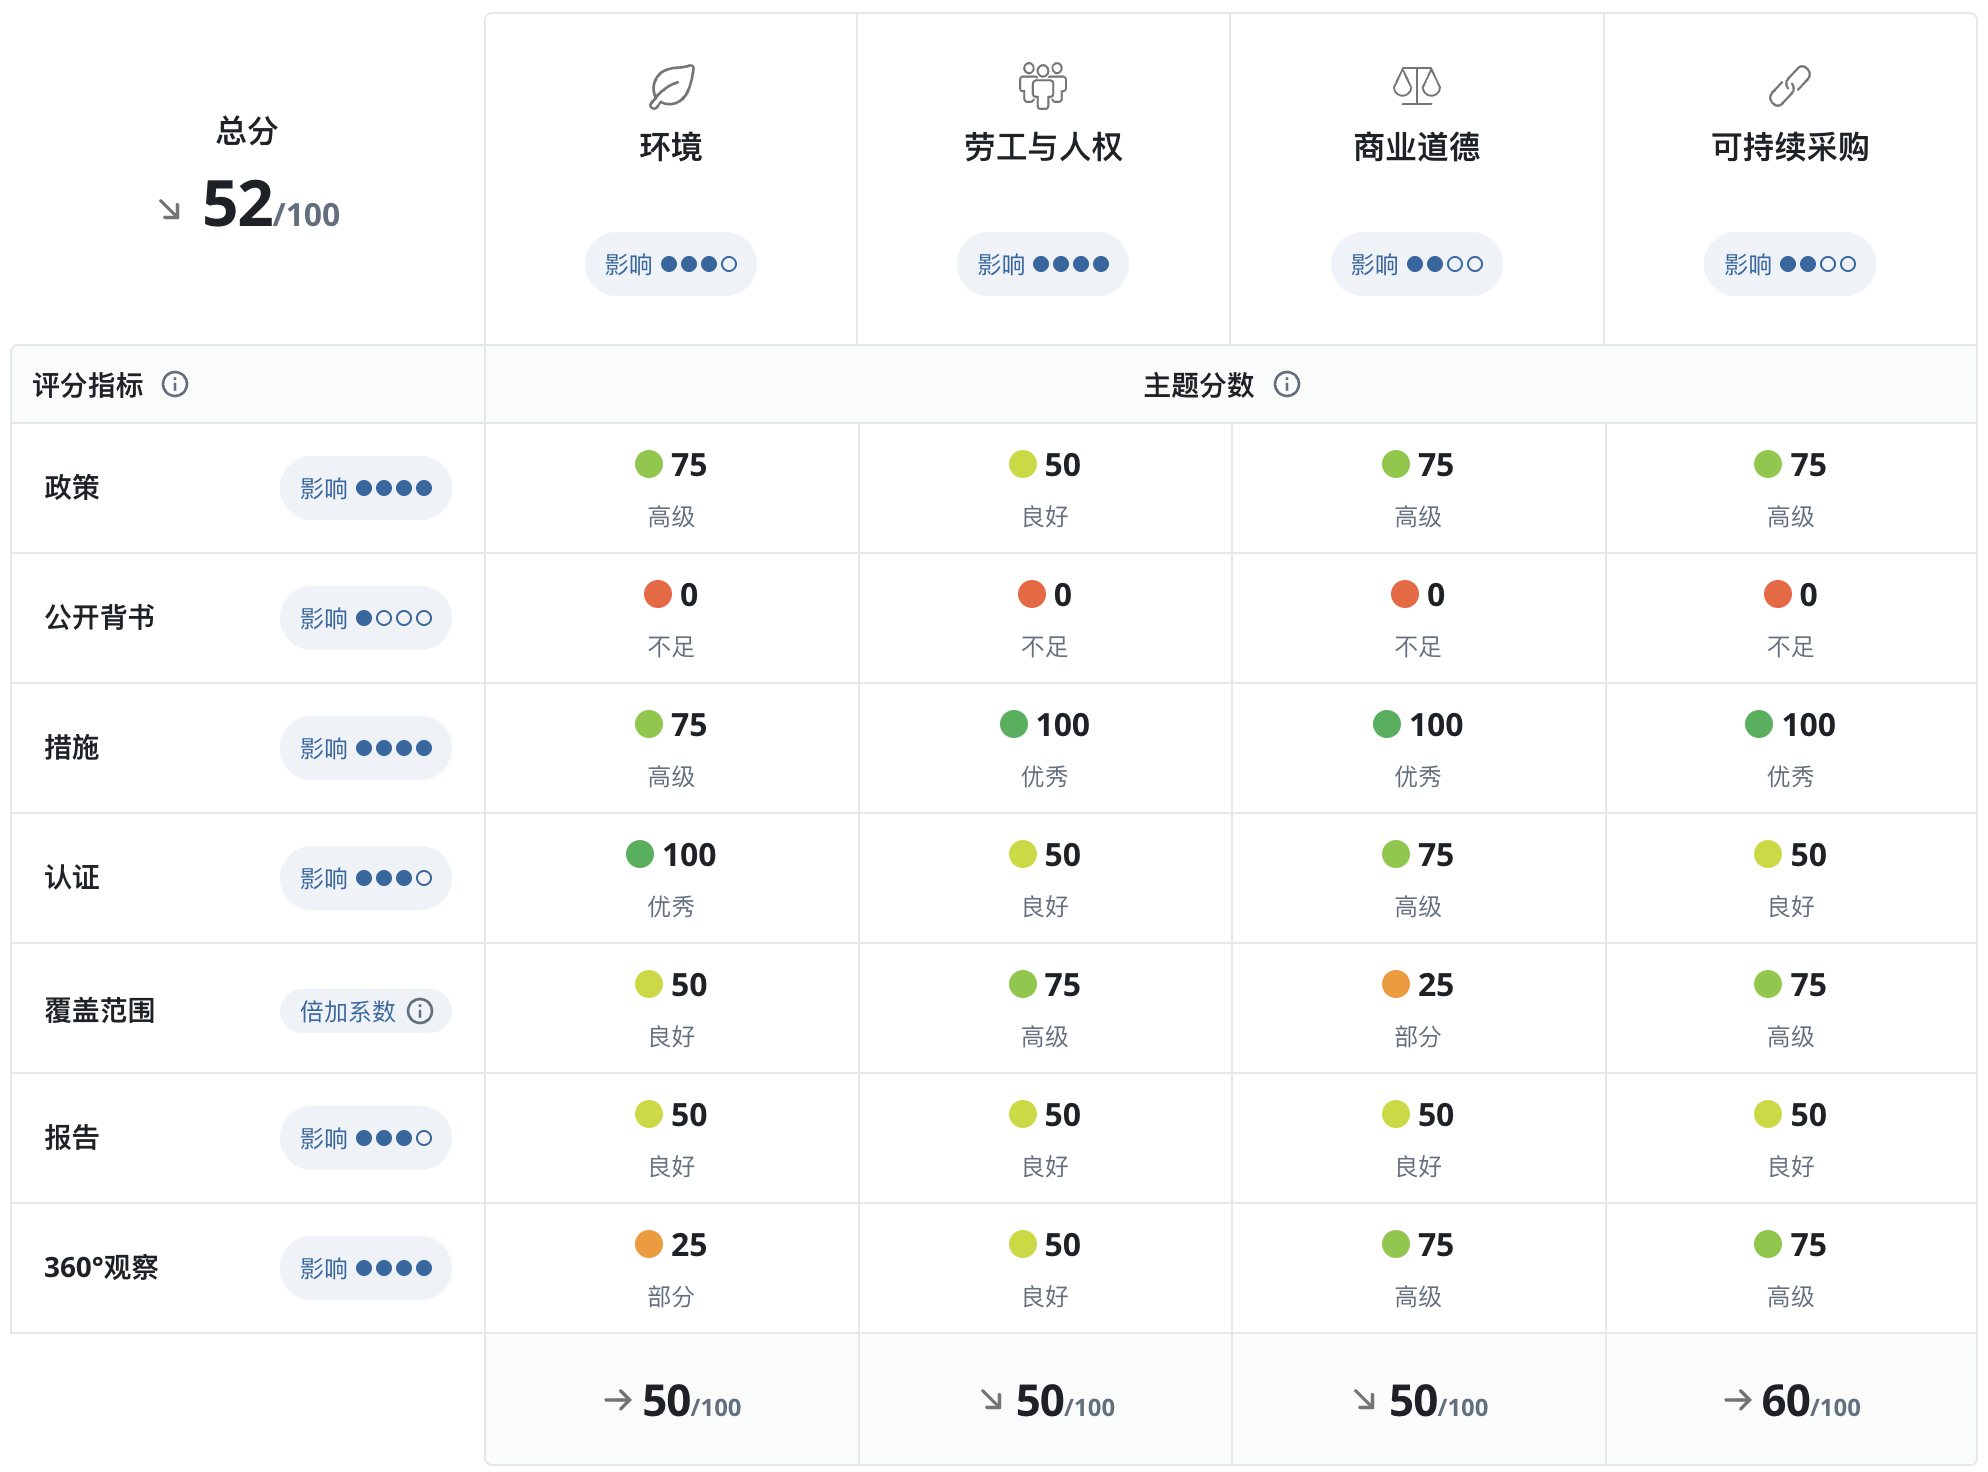 总分
52/100
环境
影响
劳工与人权
影响
商业道德
影响
可持续采购
影响
评分指标
主题分数
政策
影响
75
高级
50
良好
75
高级
75
高级
公开背书
影响
0
不足
0
不足
0
不足
0
不足
措施
影响
75
高级
100
优秀
100
优秀
100
优秀
认证
影响
100
优秀
50
良好
75
高级
50
良好
覆盖范围
倍加系数
50
良好
75
高级
25
部分
75
高级
报告
影响
50
良好
50
良好
50
良好
50
良好
360°观察
影响
25
部分
50
良好
75
高级
75
高级
50/100
50/100
50/100
60/100